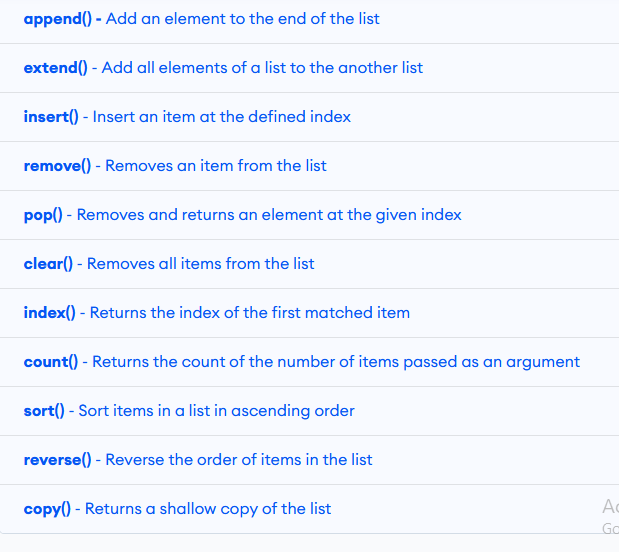 append() - Add an element to the end of the list
extend() - Add all elements of a list to the another list
insert() - Insert an item at the defined index
remove() - Removes an item from the list
pop() - Removes and returns an element at the given index
clear() - Removes all items from the list
index() - Returns the index of the first matched item
count() - Returns the count of the number of items passed as an argument
sort() - Sort items in a list in ascending order
reverse() - Reverse the order of items in the list
copy() - Returns a shallow copy of the list